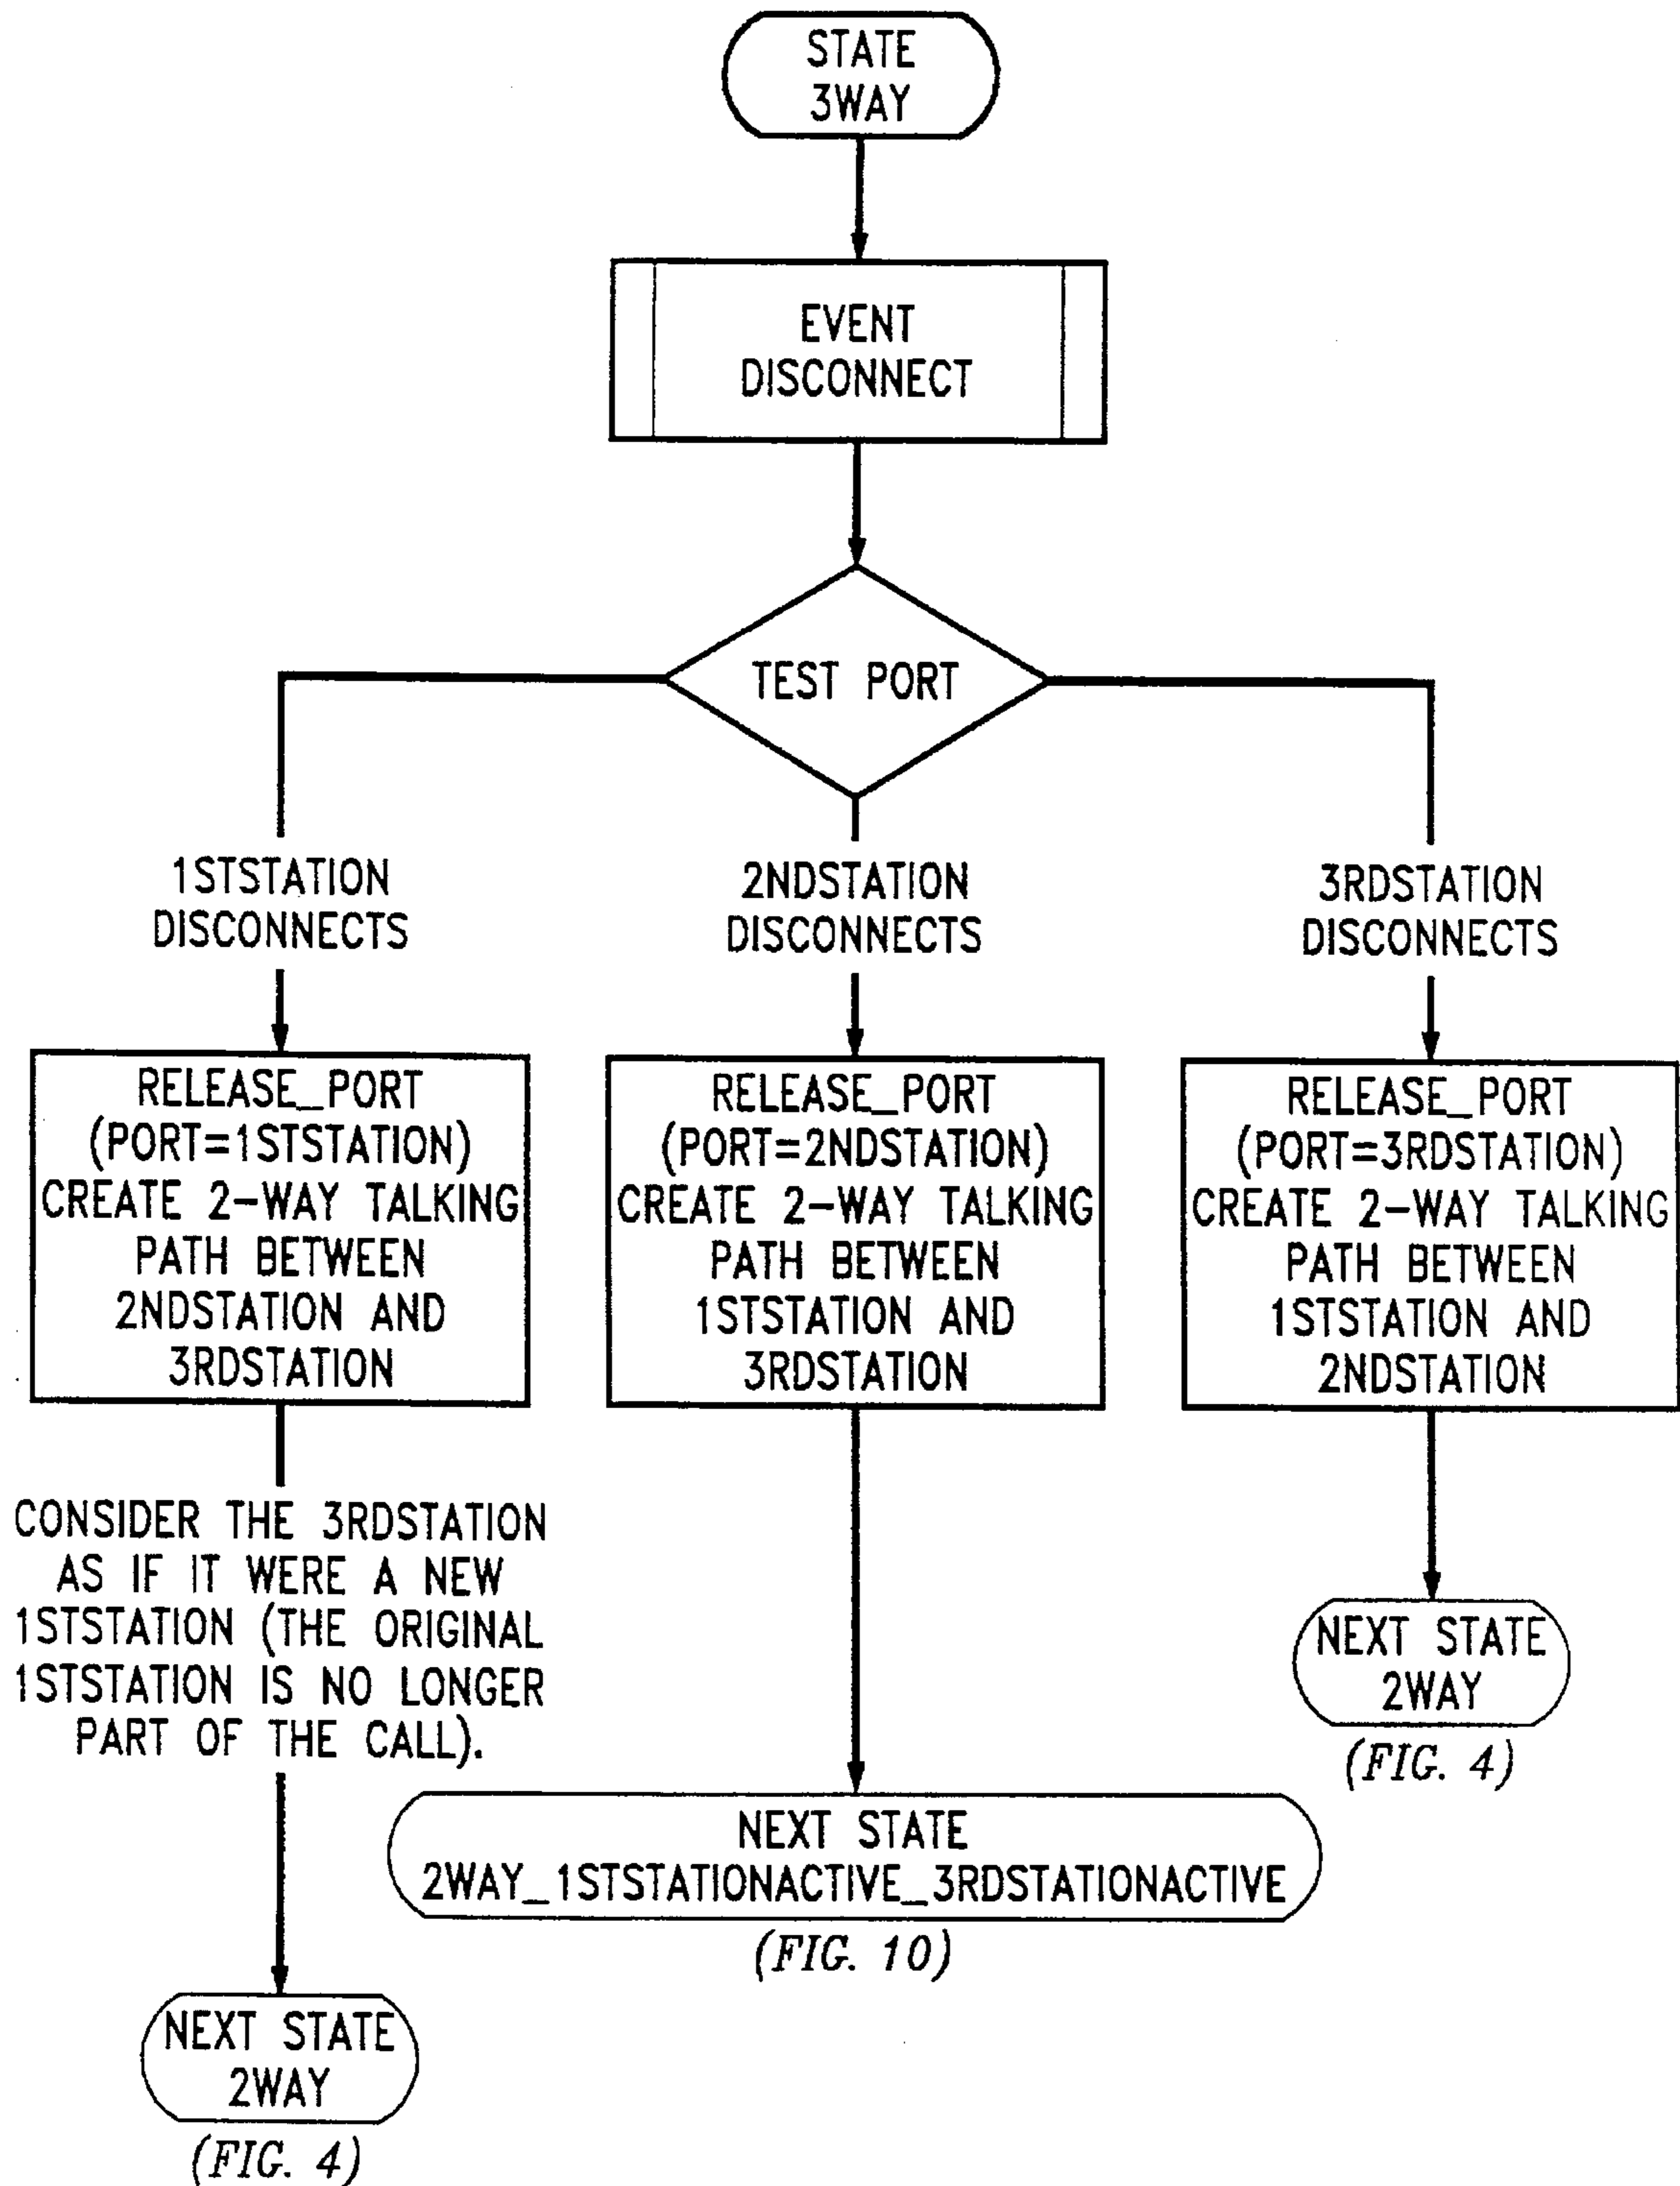 STATE
3WAY
EVENT
DISCONNECT
TEST PORT
1STSTATION
DISCONNECTS
2NDSTATION
DISCONNECTS
3RDSTATION
DISCONNECTS
RELEASE_PORT
(PORT=1STSTATION)
CREATE 2-WAY TALKING
PATH BETWEEN
2NDSTATION AND
3RDSTATION
RELEASE_PORT
(PORT=2NDSTATION)
CREATE 2-WAY TALKING
PATH BETWEEN
1STSTATION AND
3RDSTATION
RELEASE_PORT
(PORT=3RDSTATION)
CREATE 2-WAY TALKING
PATH BETWEEN
1STSTATION AND
2NDSTATION
CONSIDER THE 3RDSTATION
AS IF IT WERE A NEW
1STSTATION (THE ORIGINAL
1STSTATION IS NO LONGER
PART OF THE CALL).
NEXT STATE
2WAY
(FIG. 4)
NEXT STATE
2WAY_1STSTATIONACTIVE_3RDSTATIONACTIVE
(FIG. 10)
NEXT STATE
2WAY
(FIG. 4)